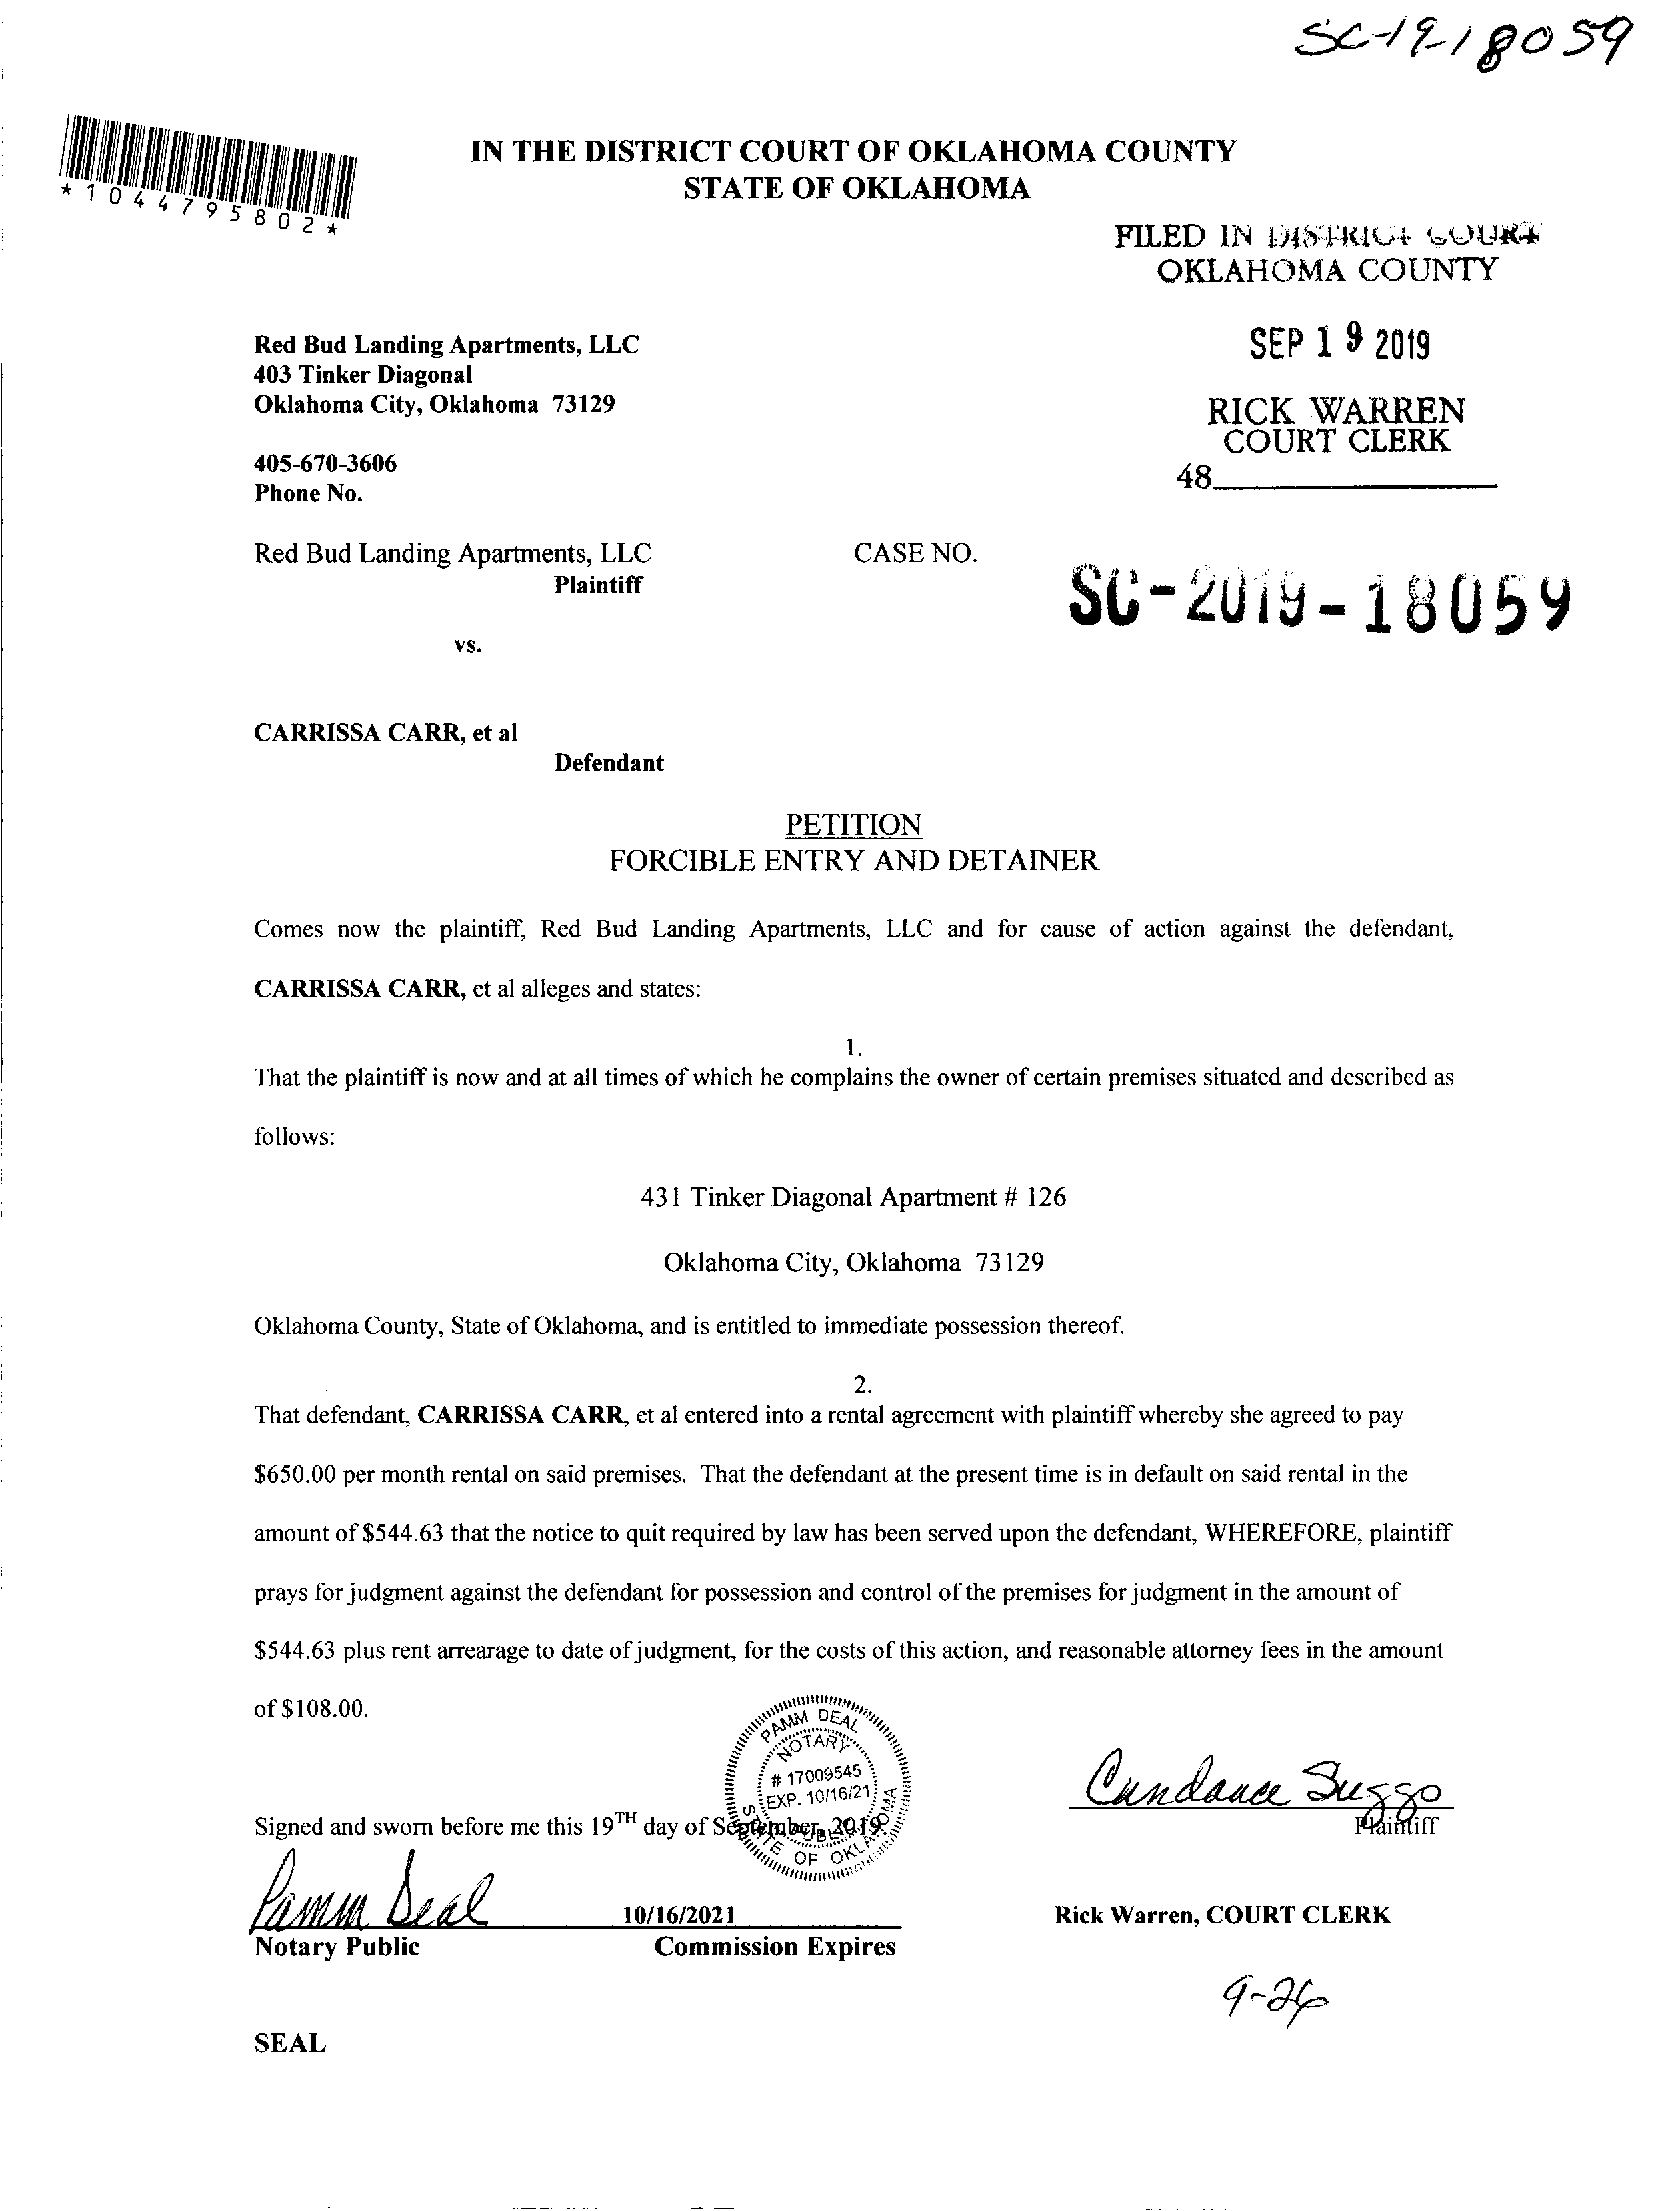 SC-19-18059
*1044795802*
IN THE DISTRICT COURT OF OKLAHOMA COUNTY
STATE OF OKLAHOMA
FILED IN DISTRICT COURT
OKLAHOMA COUNTY
SEP 19 2019
RICK WARREN
COURT CLERK
48
Red Bud Landing Apartments, LLC
403 Tinker Diagonal
Oklahoma City, Oklahoma 73129
405-670-3606
Phone No.
Red Bud Landing Apartments, LLC
Plaintiff
CASE NO.
SC-2019-18059
vs.
CARRISSA CARR, et al
Defendant
PETITION
FORCIBLE ENTRY AND DETAINER
Comes now the plaintiff, Red Bud Landing Apartments, LLC and for cause of action against the defendant,
CARRISSA CARR, et al alleges and states:
1.
That the plaintiff is now and at all times of which he complains the owner of certain premises situated and described as
follows:
431 Tinker Diagonal Apartment # 126
Oklahoma City, Oklahoma 73129
Oklahoma County, State of Oklahoma, and is entitled to immediate possession thereof.
2.
That defendant, CARRISSA CARR, et al entered into a rental agreement with plaintiff whereby she agreed to pay
$650.00 per month rental on said premises. That the defendant at the present time is in default on said rental in the
amount of $544.63 that the notice to quit required by law has been served upon the defendant, WHEREFORE, plaintiff
prays for judgment against the defendant for possession and control of the premises for judgment in the amount of
$544.63 plus rent arrearage to date of judgment, for the costs of this action, and reasonable attorney fees in the amount
of $108.00.
PAMM DEAL
NOTARY
# 17009545
EXP. 10/16/21
PUBLIC
STATE OF OKLAHOMA
Candance Suggo
Plaintiff
Signed and sworn before me this 19TH day of September, 2019.
Pamm Deal
10/16/2021
Notary Public
Commission Expires
Rick Warren, COURT CLERK
9-26
SEAL